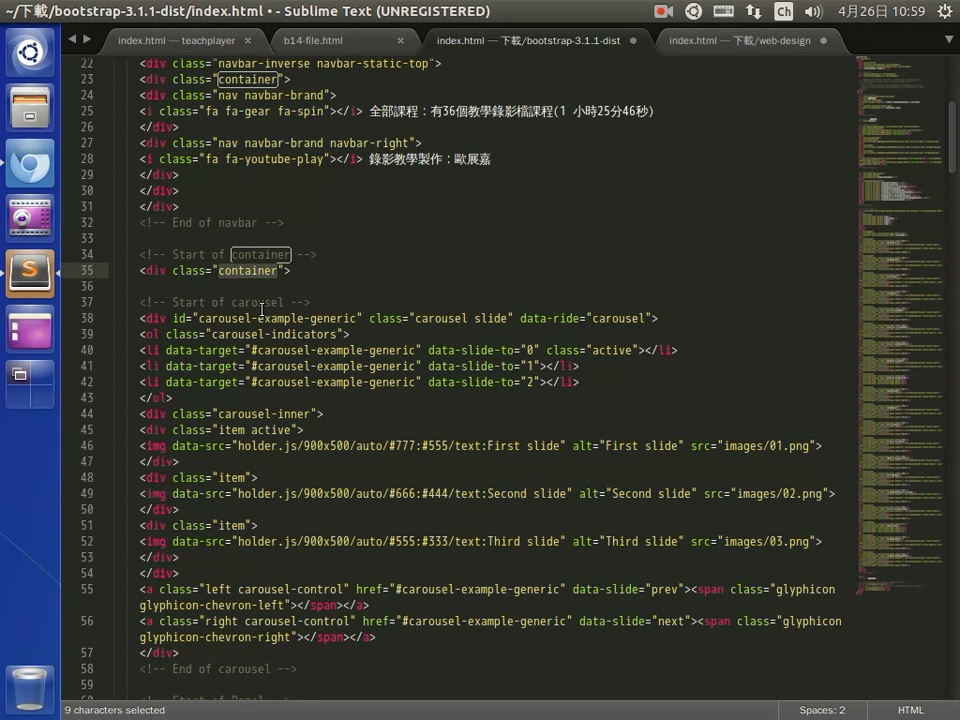 ~/下載/bootstrap-3.1.1-dist/index.html • - Sublime Text (UNREGISTERED)
Ch
4月26日 10:59
index.html — teachplayer ×
b14-file.html ×
index.html — 下載/bootstrap-3.1.1-dist
index.html — 下載/web-design
22 <div class="navbar-inverse navbar-static-top">
23 <div class="container">
24 <div class="nav navbar-brand">
25 <i class="fa fa-gear fa-spin"></i> 全部課程：有36個教學錄影檔課程(1 小時25分46秒)
26 </div>
27 <div class="nav navbar-brand navbar-right">
28 <i class="fa fa-youtube-play"></i> 錄影教學製作：歐展嘉
29 </div>
30 </div>
31 </div>
32 <!-- End of navbar -->
33
34 <!-- Start of container -->
35 <div class="container">
36
37 <!-- Start of carousel -->
38 <div id="carousel-example-generic" class="carousel slide" data-ride="carousel">
39 <ol class="carousel-indicators">
40 <li data-target="#carousel-example-generic" data-slide-to="0" class="active"></li>
41 <li data-target="#carousel-example-generic" data-slide-to="1"></li>
42 <li data-target="#carousel-example-generic" data-slide-to="2"></li>
43 </ol>
44 <div class="carousel-inner">
45 <div class="item active">
46 <img data-src="holder.js/900x500/auto/#777:#555/text:First slide" alt="First slide" src="images/01.png">
47 </div>
48 <div class="item">
49 <img data-src="holder.js/900x500/auto/#666:#444/text:Second slide" alt="Second slide" src="images/02.png">
50 </div>
51 <div class="item">
52 <img data-src="holder.js/900x500/auto/#555:#333/text:Third slide" alt="Third slide" src="images/03.png">
53 </div>
54 </div>
55 <a class="left carousel-control" href="#carousel-example-generic" data-slide="prev"><span class="glyphicon
glyphicon-chevron-left"></span></a>
56 <a class="right carousel-control" href="#carousel-example-generic" data-slide="next"><span class="glyphicon
glyphicon-chevron-right"></span></a>
57 </div>
58 <!-- End of carousel -->
59
9 characters selected
Spaces: 2
HTML